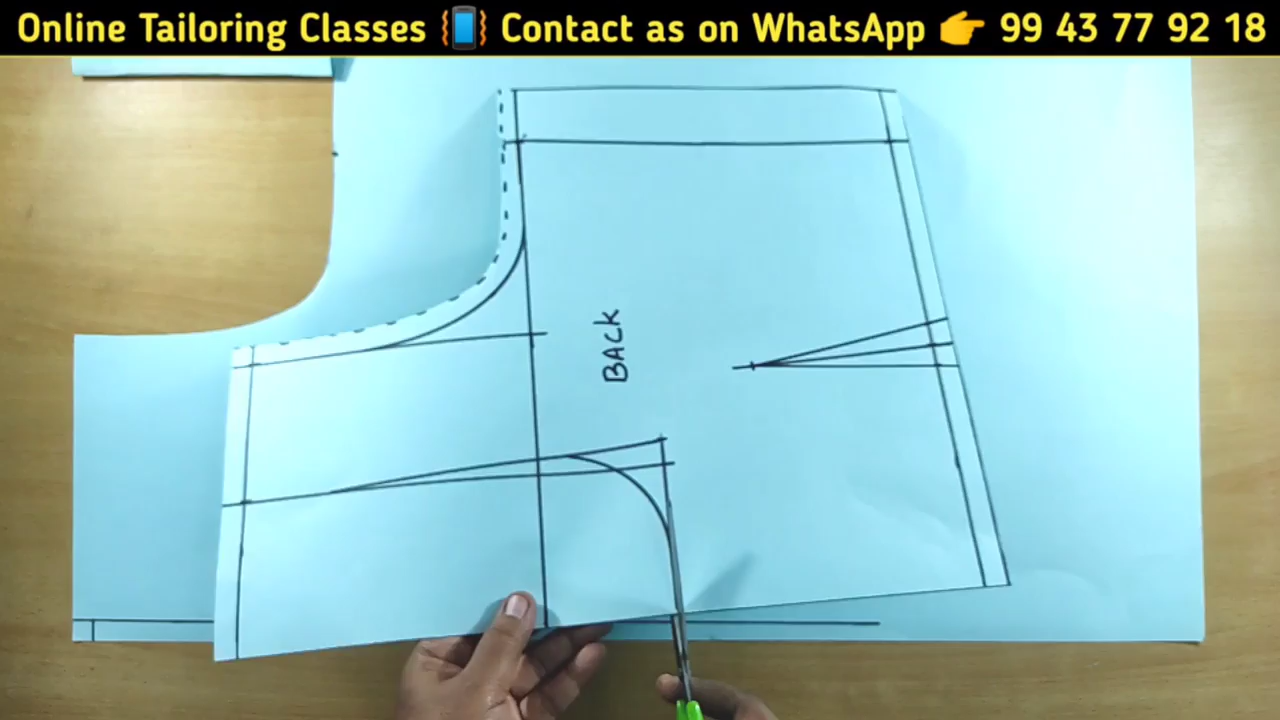 Online Tailoring Classes 📳 Contact as on WhatsApp 👉 99 43 77 92 18
BACK